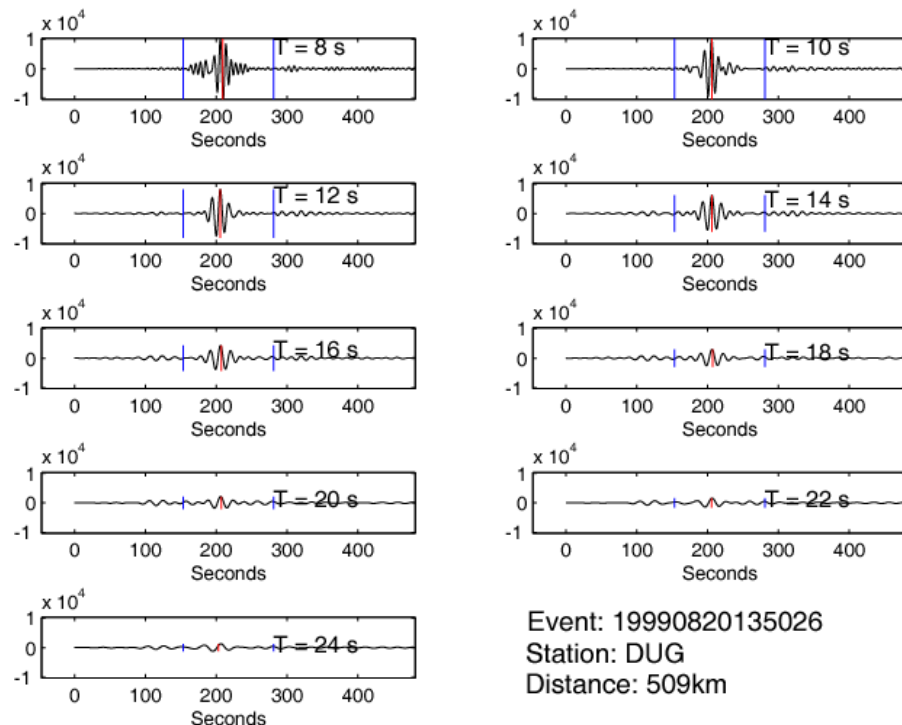 x 10^4
1
0
-1
T = 8 s
0 100 200 300 400
Seconds
x 10^4
1
0
-1
T = 10 s
0 100 200 300 400
Seconds
x 10^4
1
0
-1
T = 12 s
0 100 200 300 400
Seconds
x 10^4
1
0
-1
T = 14 s
0 100 200 300 400
Seconds
x 10^4
1
0
-1
T = 16 s
0 100 200 300 400
Seconds
x 10^4
1
0
-1
T = 18 s
0 100 200 300 400
Seconds
x 10^4
1
0
-1
T = 20 s
0 100 200 300 400
Seconds
x 10^4
1
0
-1
T = 22 s
0 100 200 300 400
Seconds
x 10^4
1
0
-1
T = 24 s
0 100 200 300 400
Seconds
Event: 19990820135026
Station: DUG
Distance: 509km